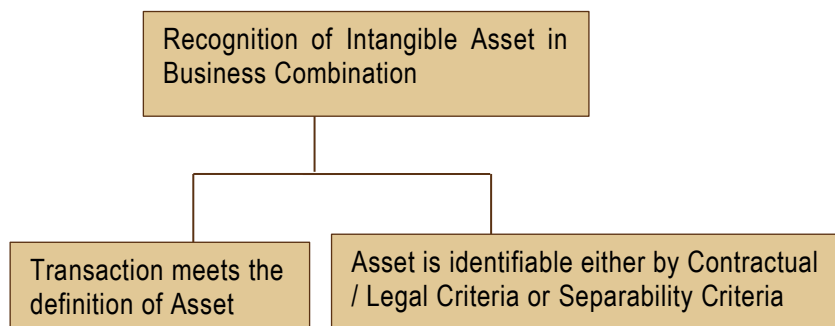 Recognition of Intangible Asset in
Business Combination
Transaction meets the
definition of Asset
Asset is identifiable either by Contractual
/ Legal Criteria or Separability Criteria